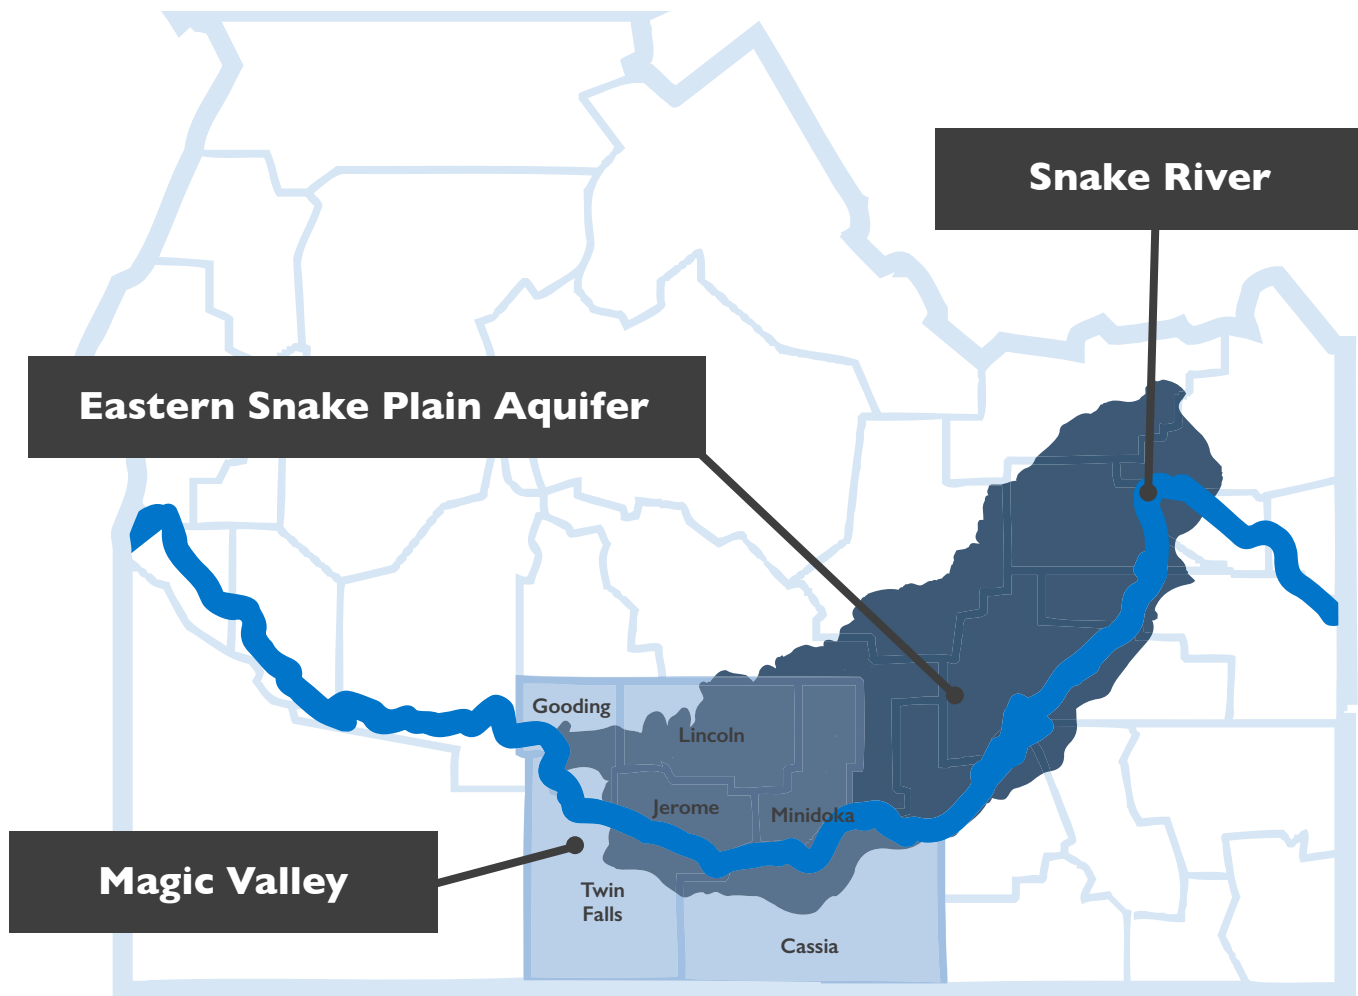 Snake River
Eastern Snake Plain Aquifer
Gooding
Lincoln
Jerome
Minidoka
Magic Valley
Twin
Falls
Cassia